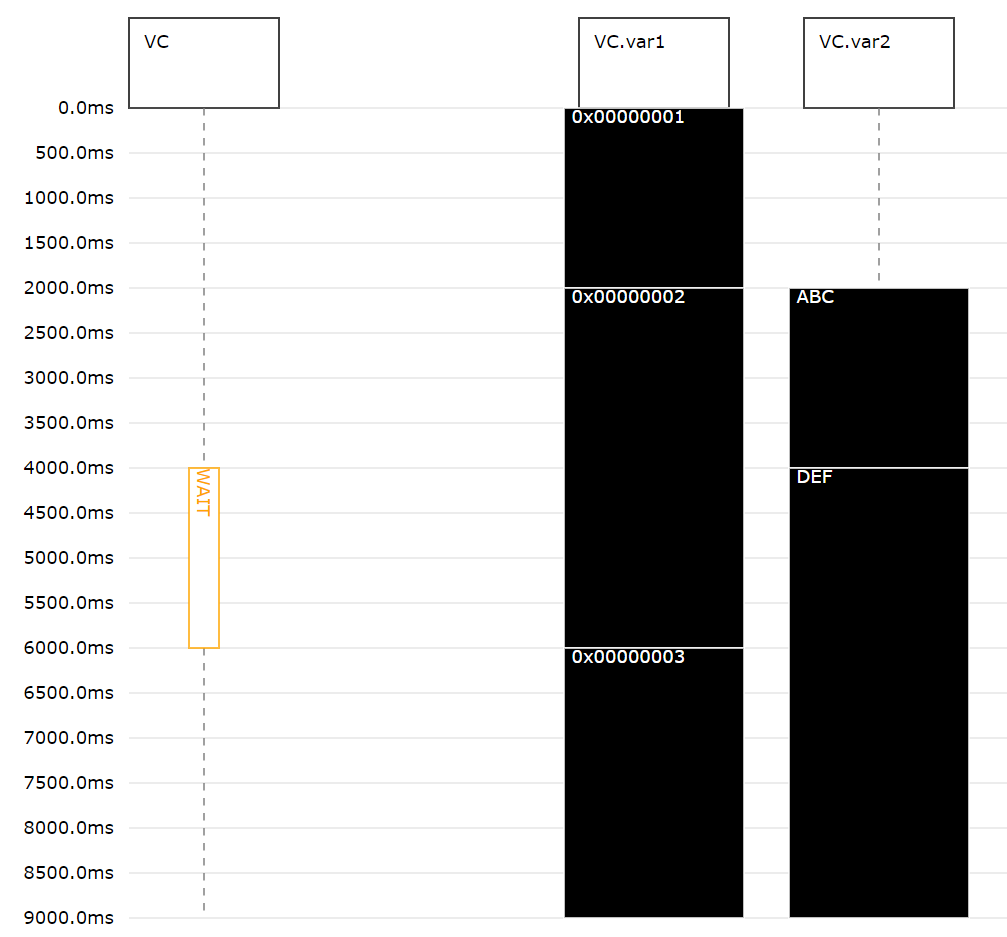 VC VC.var1 VC.var2
0.0ms 0x00000001
500.0ms
1000.0ms
1500.0ms
2000.0ms 0x00000002 ABC
2500.0ms
3000.0ms
3500.0ms
4000.0ms WAIT DEF
4500.0ms
5000.0ms
5500.0ms
6000.0ms 0x00000003
6500.0ms
7000.0ms
7500.0ms
8000.0ms
8500.0ms
9000.0ms